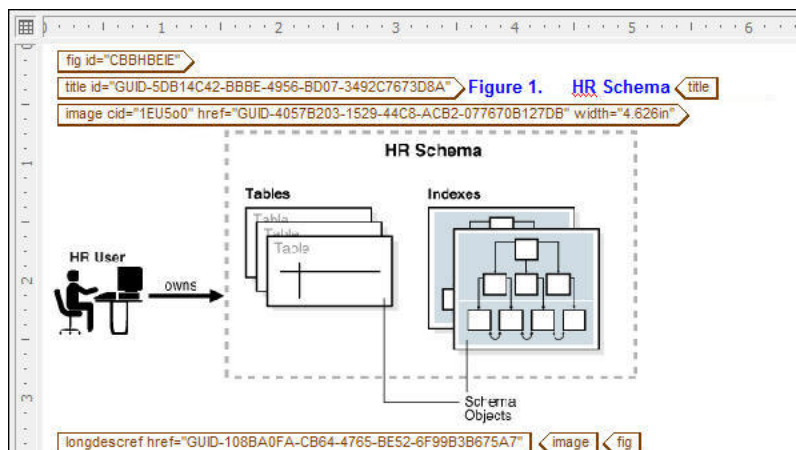 1 2 3 4 5 6
fig id="CBBHBEIE"
title id="GUID-5DB14C42-BBBE-4956-BD07-3492C7673D8A" Figure 1. HR Schema title
image cid="1EU5o0" href="GUID-4057B203-1529-44C8-ACB2-077670B127DB" width="4.626in"
HR Schema
Tables Indexes
Table
Table
Table
HR User
owns
Schema
Objects
longdescref href="GUID-108BA0FA-CB64-4765-BE52-6F99B3B675A7" image fig
0
1
2
3